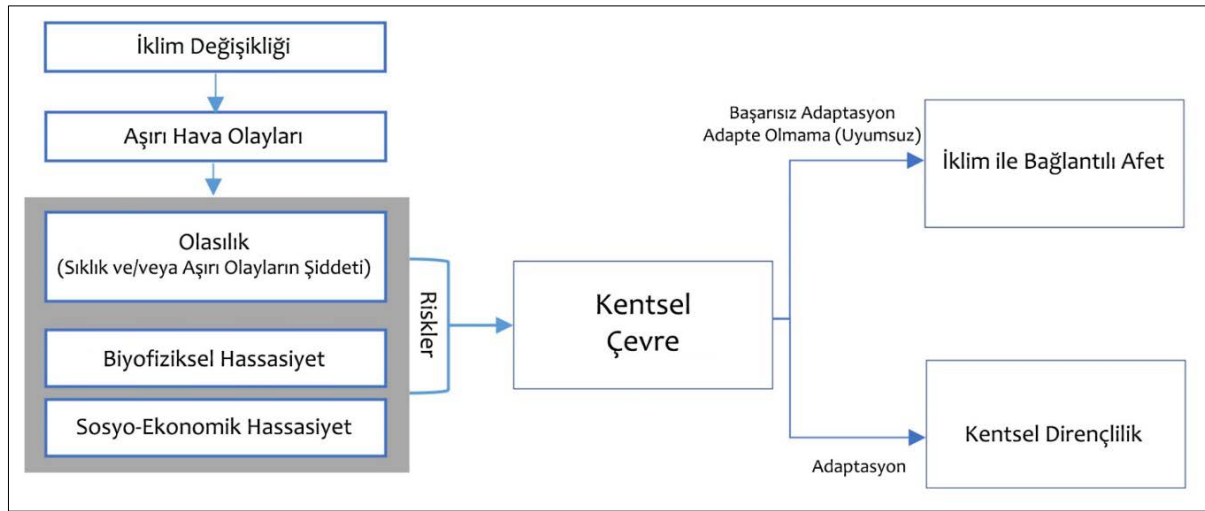 İklim Değişikliği
Aşırı Hava Olayları
Olasılık
(Sıklık ve/veya Aşırı Olayların Şiddeti)
Biyofiziksel Hassasiyet
Sosyo-Ekonomik Hassasiyet
Riskler
Kentsel
Çevre
Başarısız Adaptasyon
Adapte Olmama (Uyumsuz)
İklim ile Bağlantılı Afet
Adaptasyon
Kentsel Dirençlilik